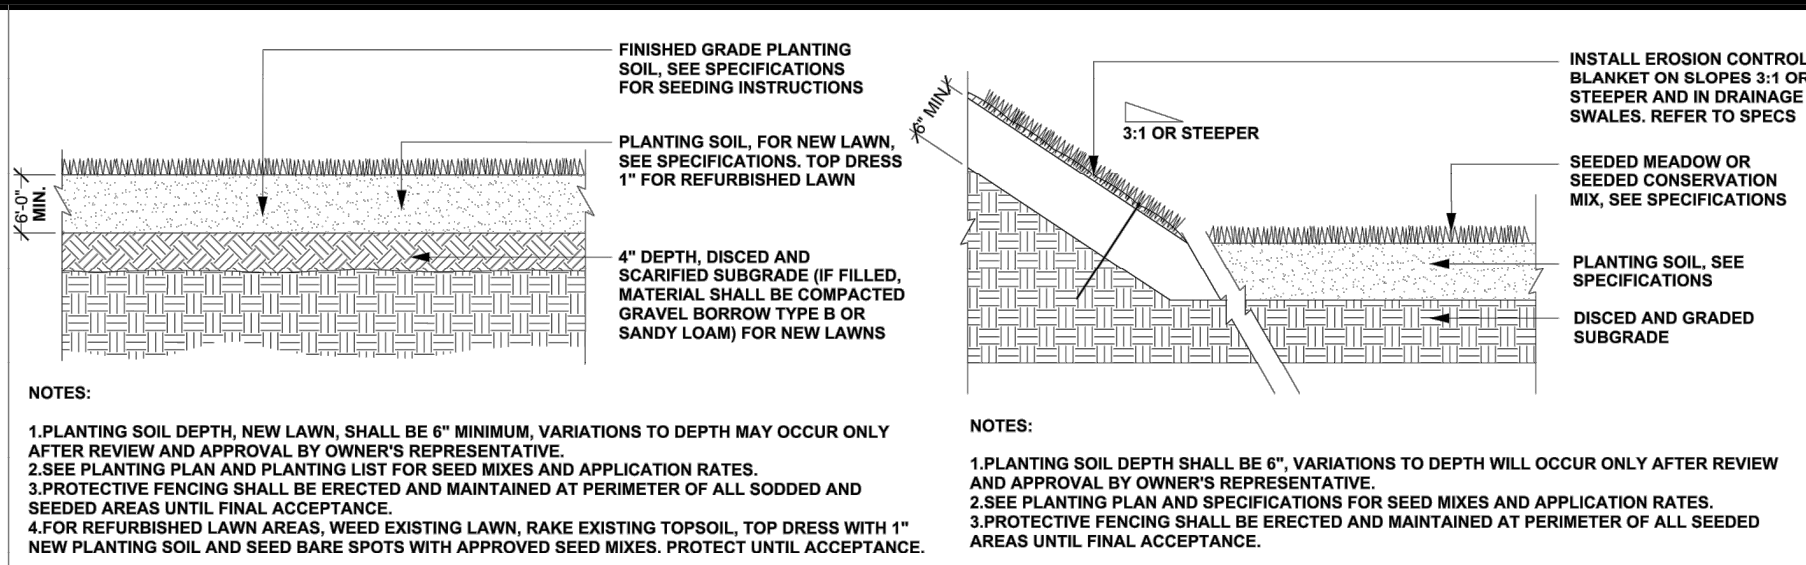 FINISHED GRADE PLANTING
SOIL, SEE SPECIFICATIONS
FOR SEEDING INSTRUCTIONS
PLANTING SOIL, FOR NEW LAWN,
SEE SPECIFICATIONS. TOP DRESS
1" FOR REFURBISHED LAWN
6'-0"
MIN.
4" DEPTH, DISCED AND
SCARIFIED SUBGRADE (IF FILLED,
MATERIAL SHALL BE COMPACTED
GRAVEL BORROW TYPE B OR
SANDY LOAM) FOR NEW LAWNS
NOTES:
1.PLANTING SOIL DEPTH, NEW LAWN, SHALL BE 6" MINIMUM, VARIATIONS TO DEPTH MAY OCCUR ONLY
AFTER REVIEW AND APPROVAL BY OWNER'S REPRESENTATIVE.
2.SEE PLANTING PLAN AND PLANTING LIST FOR SEED MIXES AND APPLICATION RATES.
3.PROTECTIVE FENCING SHALL BE ERECTED AND MAINTAINED AT PERIMETER OF ALL SODDED AND
SEEDED AREAS UNTIL FINAL ACCEPTANCE.
4.FOR REFURBISHED LAWN AREAS, WEED EXISTING LAWN, RAKE EXISTING TOPSOIL, TOP DRESS WITH 1"
NEW PLANTING SOIL AND SEED BARE SPOTS WITH APPROVED SEED MIXES. PROTECT UNTIL ACCEPTANCE.
6" MIN.
3:1 OR STEEPER
INSTALL EROSION CONTROL
BLANKET ON SLOPES 3:1 OR
STEEPER AND IN DRAINAGE
SWALES. REFER TO SPECS
SEEDED MEADOW OR
SEEDED CONSERVATION
MIX, SEE SPECIFICATIONS
PLANTING SOIL, SEE
SPECIFICATIONS
DISCED AND GRADED
SUBGRADE
NOTES:
1.PLANTING SOIL DEPTH SHALL BE 6", VARIATIONS TO DEPTH WILL OCCUR ONLY AFTER REVIEW
AND APPROVAL BY OWNER'S REPRESENTATIVE.
2.SEE PLANTING PLAN AND SPECIFICATIONS FOR SEED MIXES AND APPLICATION RATES.
3.PROTECTIVE FENCING SHALL BE ERECTED AND MAINTAINED AT PERIMETER OF ALL SEEDED
AREAS UNTIL FINAL ACCEPTANCE.